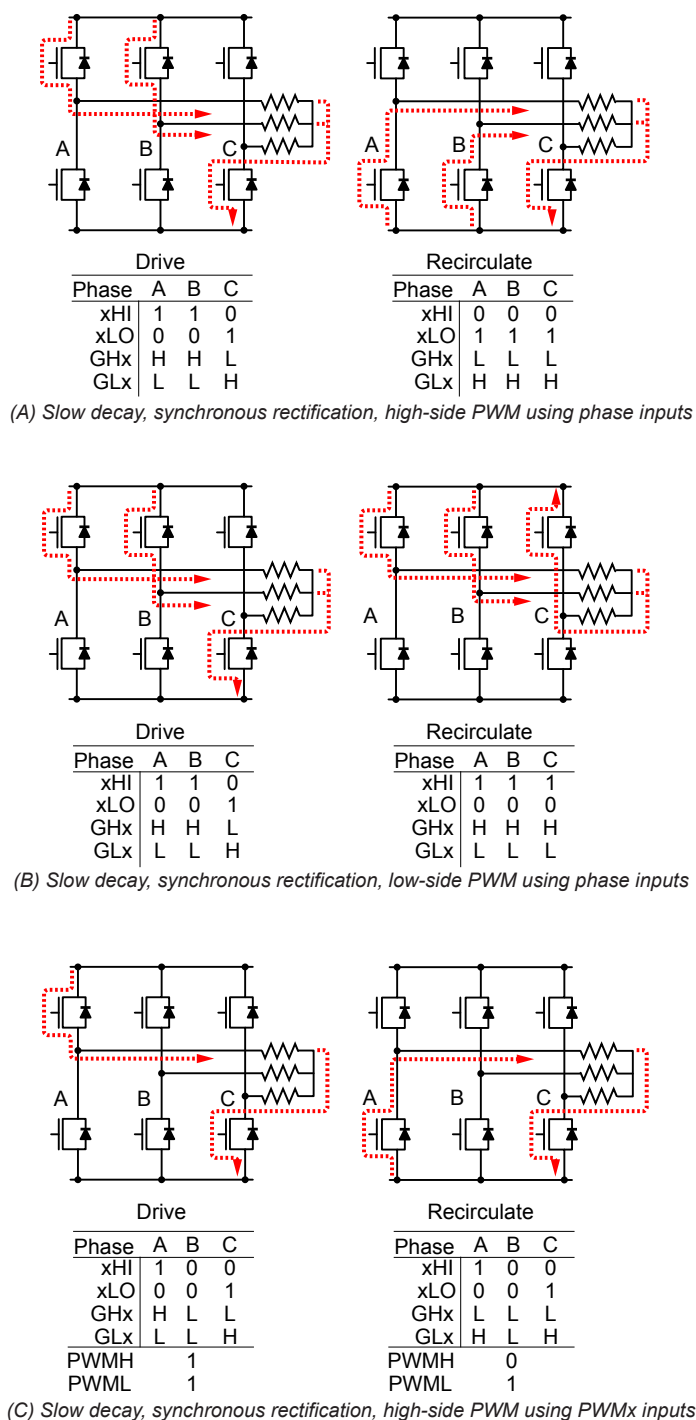 A B C
A B C
Drive
Phase A B C
xHI 1 1 0
xLO 0 0 1
GHx H H L
GLx L L H
Recirculate
Phase A B C
xHI 0 0 0
xLO 1 1 1
GHx L L L
GLx H H H
(A) Slow decay, synchronous rectification, high-side PWM using phase inputs
A B C
A B C
Drive
Phase A B C
xHI 1 1 0
xLO 0 0 1
GHx H H L
GLx L L H
Recirculate
Phase A B C
xHI 1 1 1
xLO 0 0 0
GHx H H H
GLx L L L
(B) Slow decay, synchronous rectification, low-side PWM using phase inputs
A B C
A B C
Drive
Phase A B C
xHI 1 0 0
xLO 0 0 1
GHx H L L
GLx L L H
PWMH 1
PWML 1
Recirculate
Phase A B C
xHI 1 0 0
xLO 0 0 1
GHx L L L
GLx H L H
PWMH 0
PWML 1
(C) Slow decay, synchronous rectification, high-side PWM using PWMx inputs